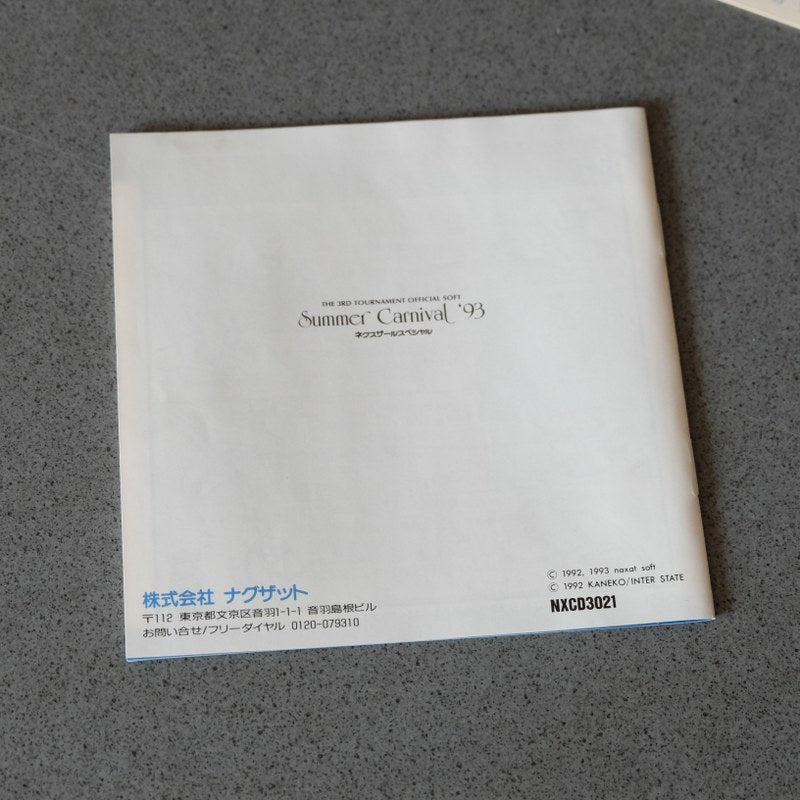 THE 3RD TOURNAMENT OFFICIAL SOFT
Summer Carnival '93
ネクスザールスペシャル
株式会社 ナグザット
〒112 東京都文京区音羽1-1-1 音羽島根ビル
お問い合せ/フリーダイヤル 0120-079310
© 1992, 1993 naxat soft
© 1992 KANEKO/INTER STATE
NXCD3021